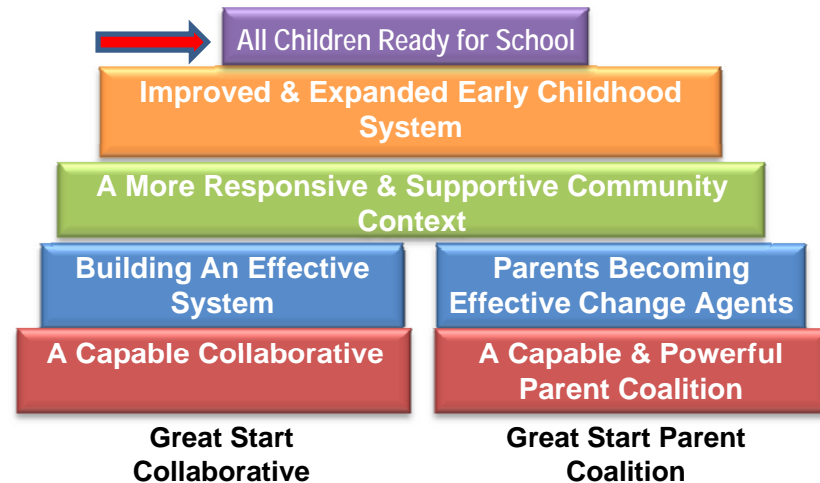 All Children Ready for School
Improved & Expanded Early Childhood
System
A More Responsive & Supportive Community
Context
Building An Effective
System
Parents Becoming
Effective Change Agents
A Capable Collaborative
A Capable & Powerful
Parent Coalition
Great Start
Collaborative
Great Start Parent
Coalition